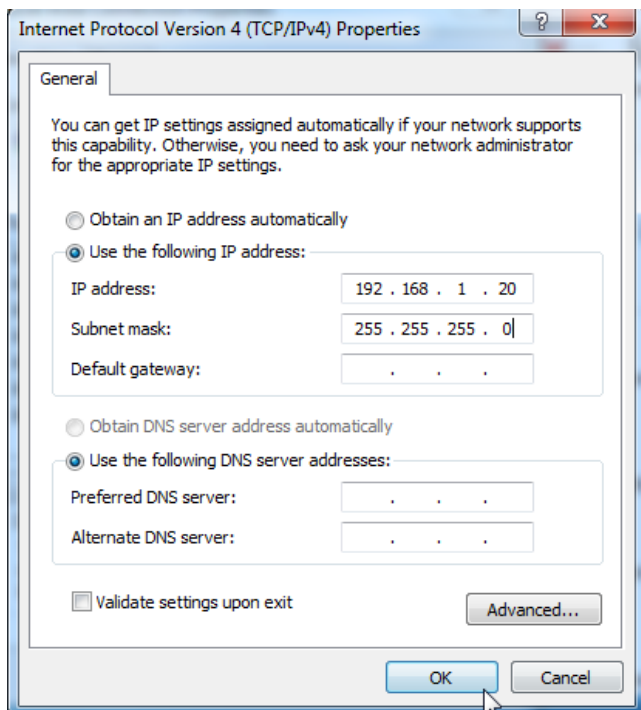 Internet Protocol Version 4 (TCP/IPv4) Properties
General
You can get IP settings assigned automatically if your network supports
this capability. Otherwise, you need to ask your network administrator
for the appropriate IP settings.
Obtain an IP address automatically
Use the following IP address:
IP address: 192 . 168 . 1 . 20
Subnet mask: 255 . 255 . 255 . 0
Default gateway: . . .
Obtain DNS server address automatically
Use the following DNS server addresses:
Preferred DNS server: . . .
Alternate DNS server: . . .
Validate settings upon exit
Advanced...
OK Cancel